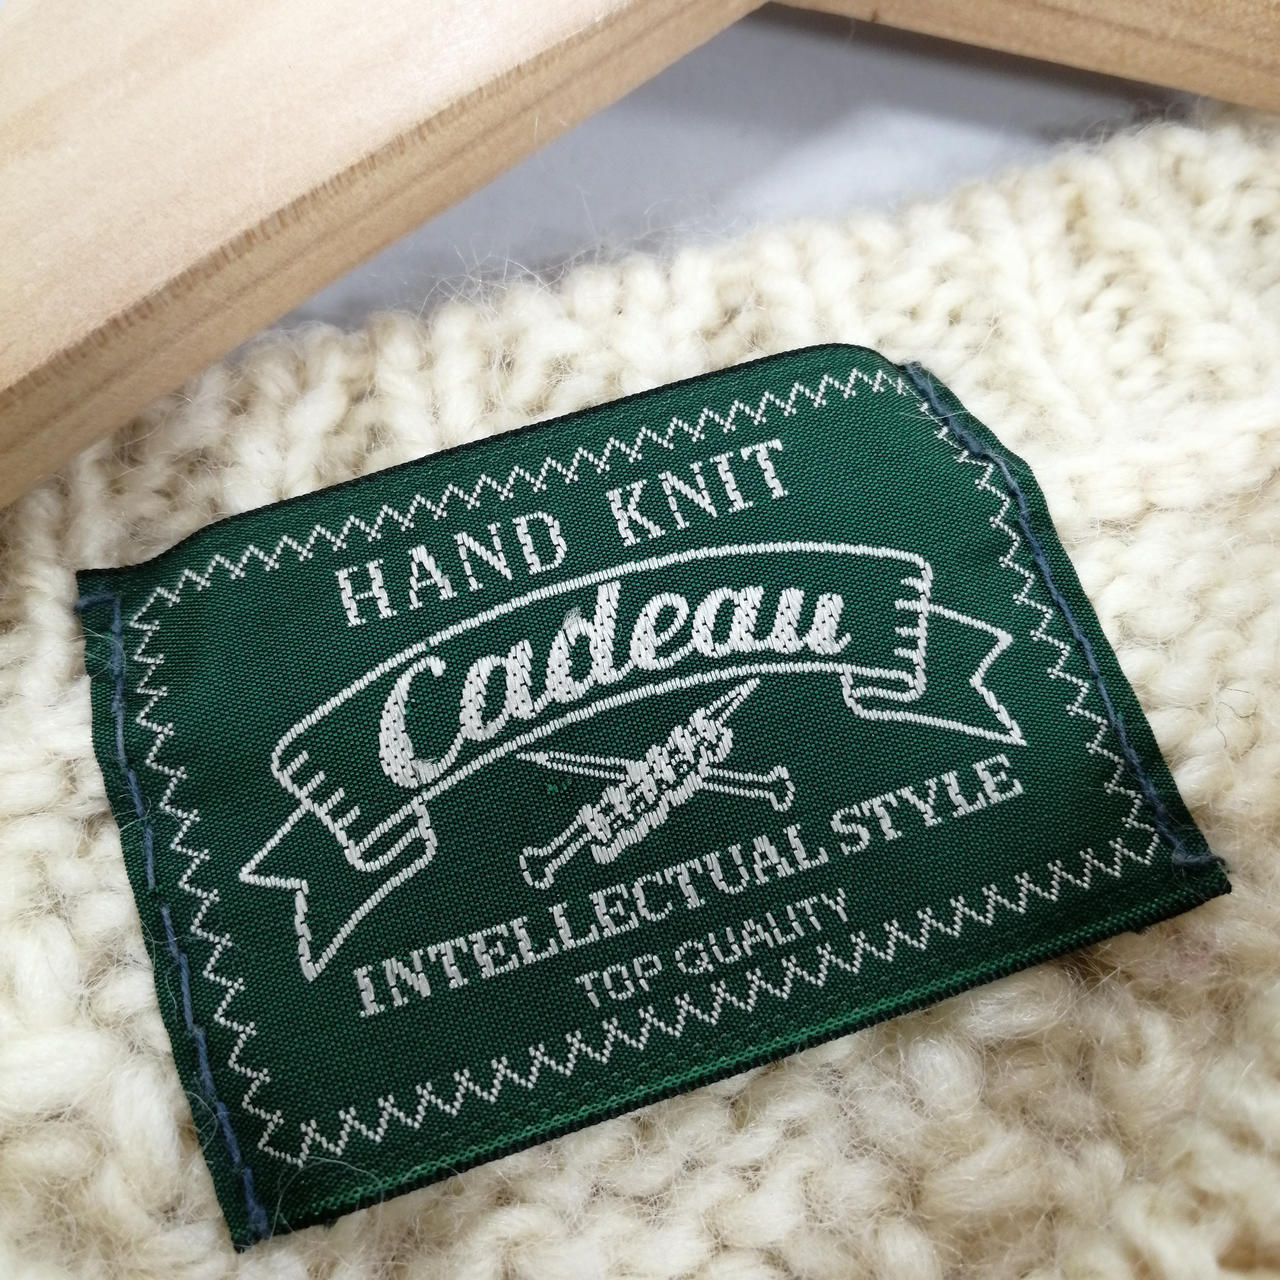 HAND KNIT
Cadeau
INTELLECTUAL STYLE
TOP QUALITY